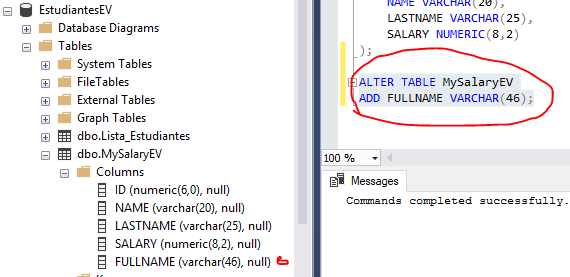 EstudiantesEV
Database Diagrams
Tables
System Tables
FileTables
External Tables
Graph Tables
dbo.Lista_Estudiantes
dbo.MySalaryEV
Columns
ID (numeric(6,0), null)
NAME (varchar(20), null)
LASTNAME (varchar(25), null)
SALARY (numeric(8,2), null)
FULLNAME (varchar(46), null)
NAME VARCHAR(20),
LASTNAME VARCHAR(25),
SALARY NUMERIC(8,2)
);
ALTER TABLE MySalaryEV
ADD FULLNAME VARCHAR(46);
100 %
Messages
Commands completed successfully.